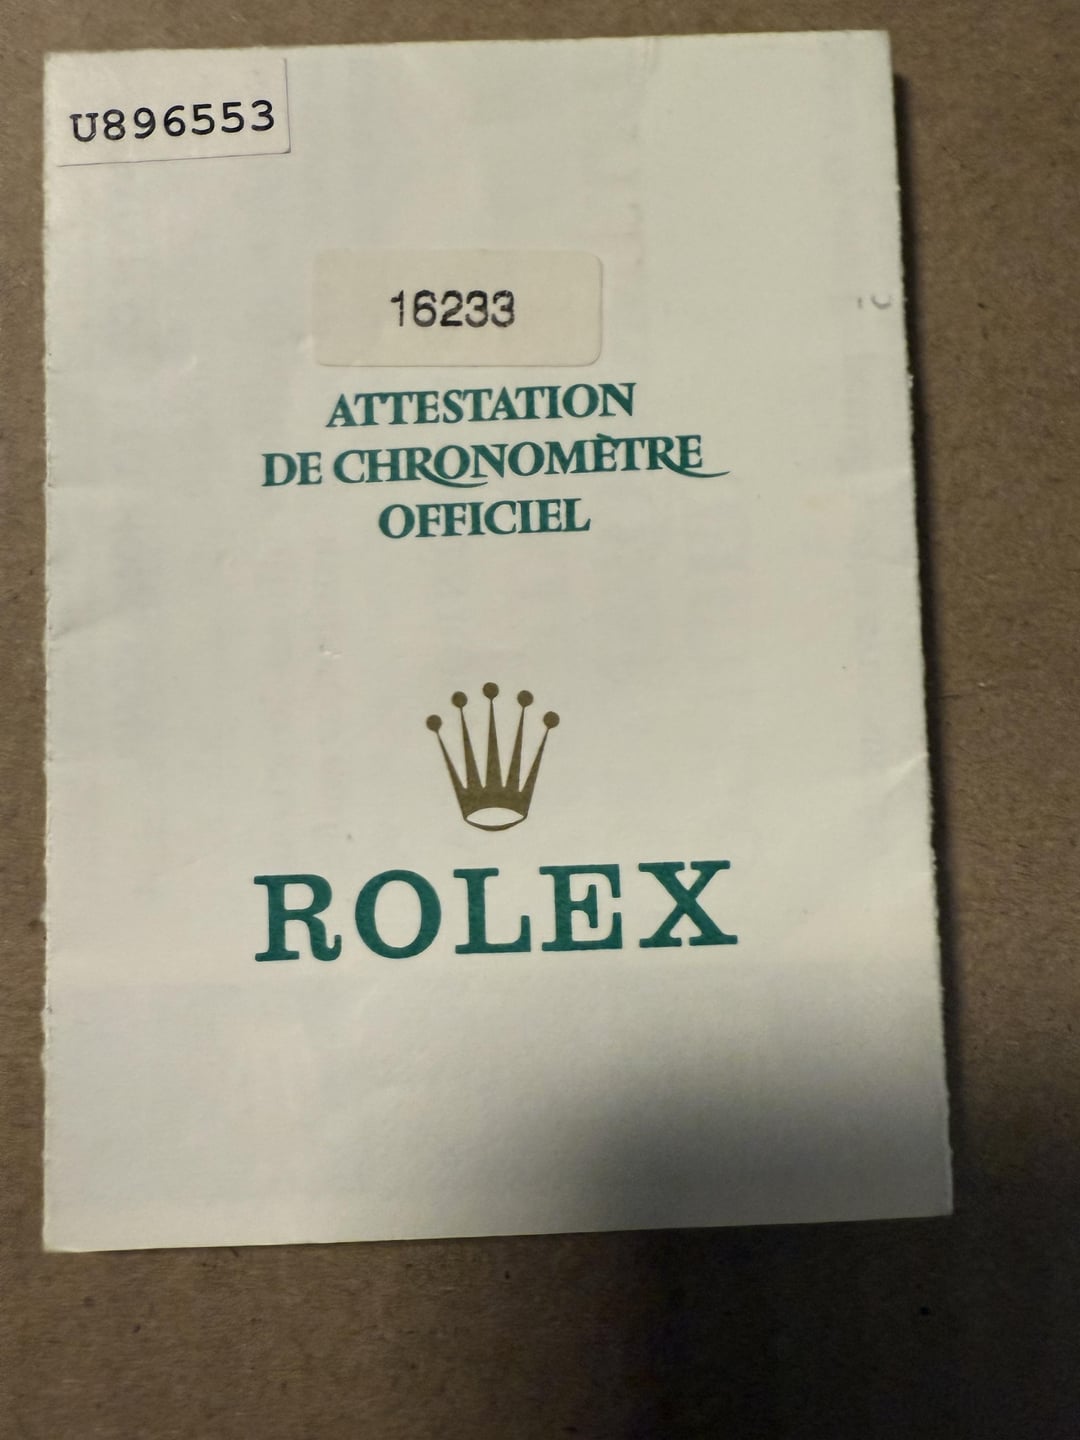 U896553
16233
ATTESTATION
DE CHRONOMÈTRE
OFFICIEL
ROLEX